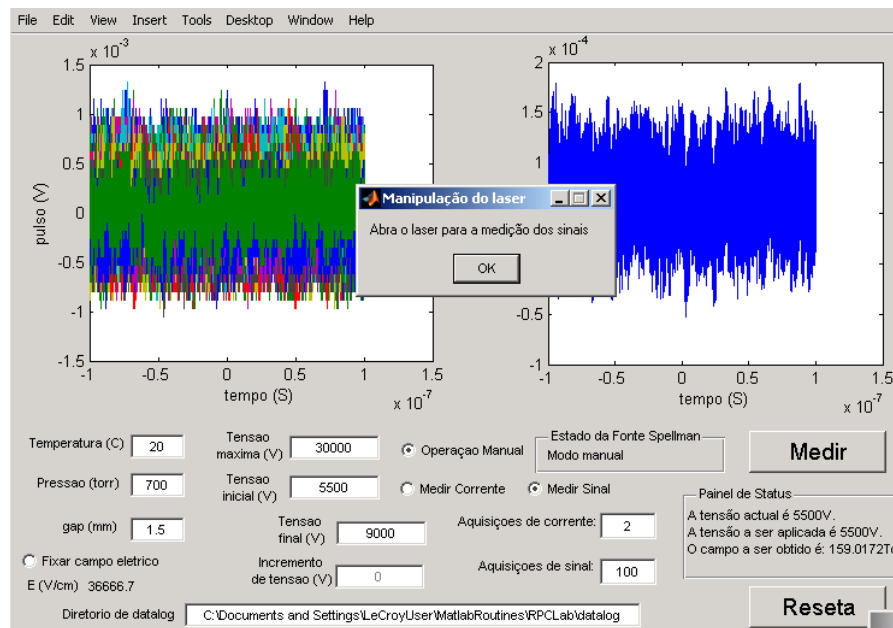 File Edit View Insert Tools Desktop Window Help
x 10^-3
1.5
1
0.5
0
-0.5
-1
-1.5
pulso (V)
-1 -0.5 0 0.5 1 1.5
tempo (S)
x 10^-7
x 10^-4
2
1.5
1
-0.5
-1
-1 -0.5 0 0.5 1 1.5
tempo (S)
x 10^-7
Manipulação do laser
Abra o laser para a medição dos sinais
OK
Temperatura (C) 20
Pressao (torr) 700
gap (mm) 1.5
Fixar campo eletrico
E (V/cm) 36666.7
Tensao
maxima (V) 30000
Tensao
inicial (V) 5500
Tensao
final (V) 9000
Incremento
de tensao (V) 0
Operaçao Manual
Medir Corrente Medir Sinal
Estado da Fonte Spellman
Modo manual
Aquisiçoes de corrente: 2
Aquisiçoes de sinal: 100
Medir
Painel de Status
A tensão actual é 5500V.
A tensão a ser aplicada é 5500V.
O campo a ser obtido é: 159.0172
Reseta
Diretorio de datalog C:\Documents and Settings\LeCroyUser\MatlabRoutines\RPCLab\datalog